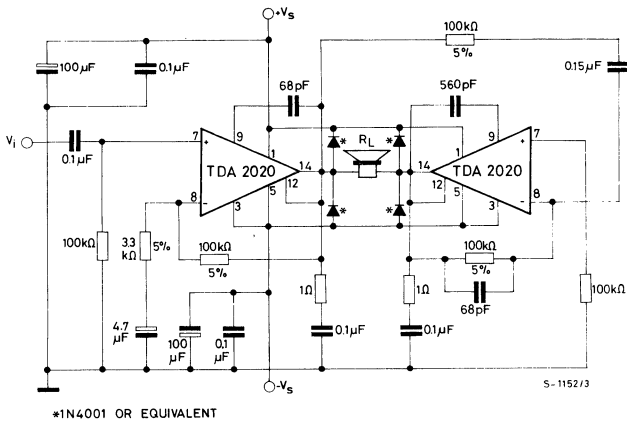 +Vs
100kΩ
5%
100µF
0.1µF
68pF
560pF
0.15µF
Vi
0.1µF
7
+
9
1
TDA 2020
14
12
5
3
8
−
*
*
RL
*
*
9
7
+
1
14
TDA 2020
12
5
3
8
−
100kΩ
3.3
kΩ
5%
100kΩ
5%
100kΩ
5%
1Ω
1Ω
68pF
100kΩ
4.7
µF
100
µF
0.1
µF
0.1µF
0.1µF
-Vs
S-1152/3
*1N4001 OR EQUIVALENT